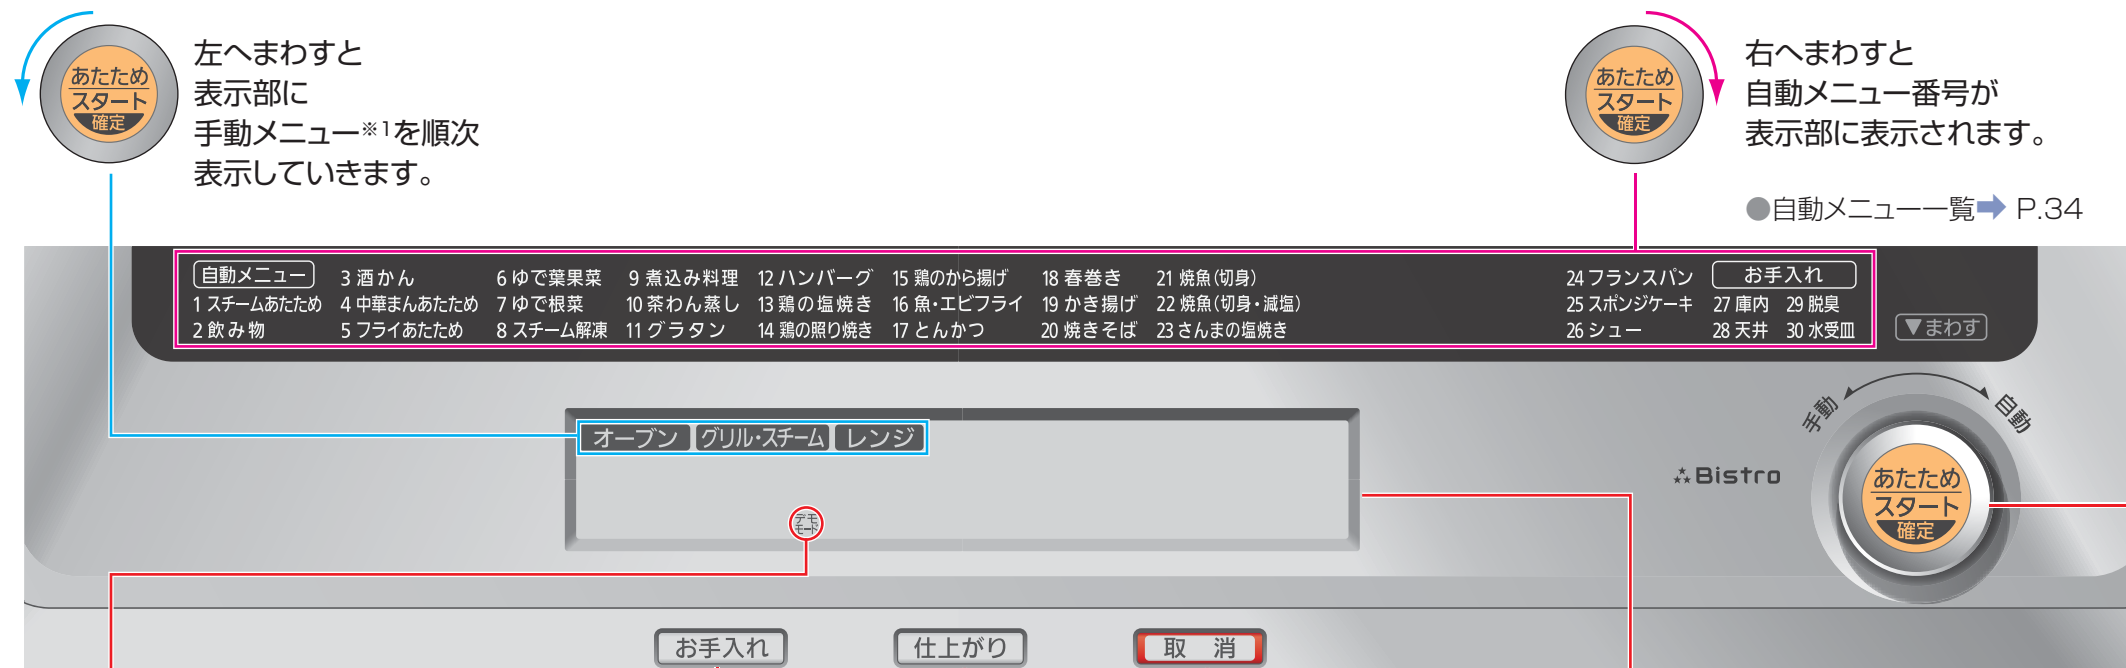 あたため
スタート
確定
左へまわすと
表示部に
手動メニュー※1を順次
表示していきます。
あたため
スタート
確定
右へまわすと
自動メニュー番号が
表示部に表示されます。
●自動メニュー一覧➡ P.34
自動メニュー 3 酒かん 6 ゆで葉果菜 9 煮込み料理 12 ハンバーグ 15 鶏のから揚げ 18 春巻き 21 焼魚(切身) 24 フランスパン お手入れ
1 スチームあたため 4 中華まんあたため 7 ゆで根菜 10 茶わん蒸し 13 鶏の塩焼き 16 魚・エビフライ 19 かき揚げ 22 焼魚(切身・減塩) 25 スポンジケーキ 27 庫内 29 脱臭
2 飲み物 5 フライあたため 8 スチーム解凍 11 グラタン 14 鶏の照り焼き 17 とんかつ 20 焼きそば 23 さんまの塩焼き 26 シュー 28 天井 30 水受皿
▼まわす
手動 自動
オーブン グリル・スチーム レンジ
デモ
モード
Bistro
あたため
スタート
確定
お手入れ 仕上がり 取消